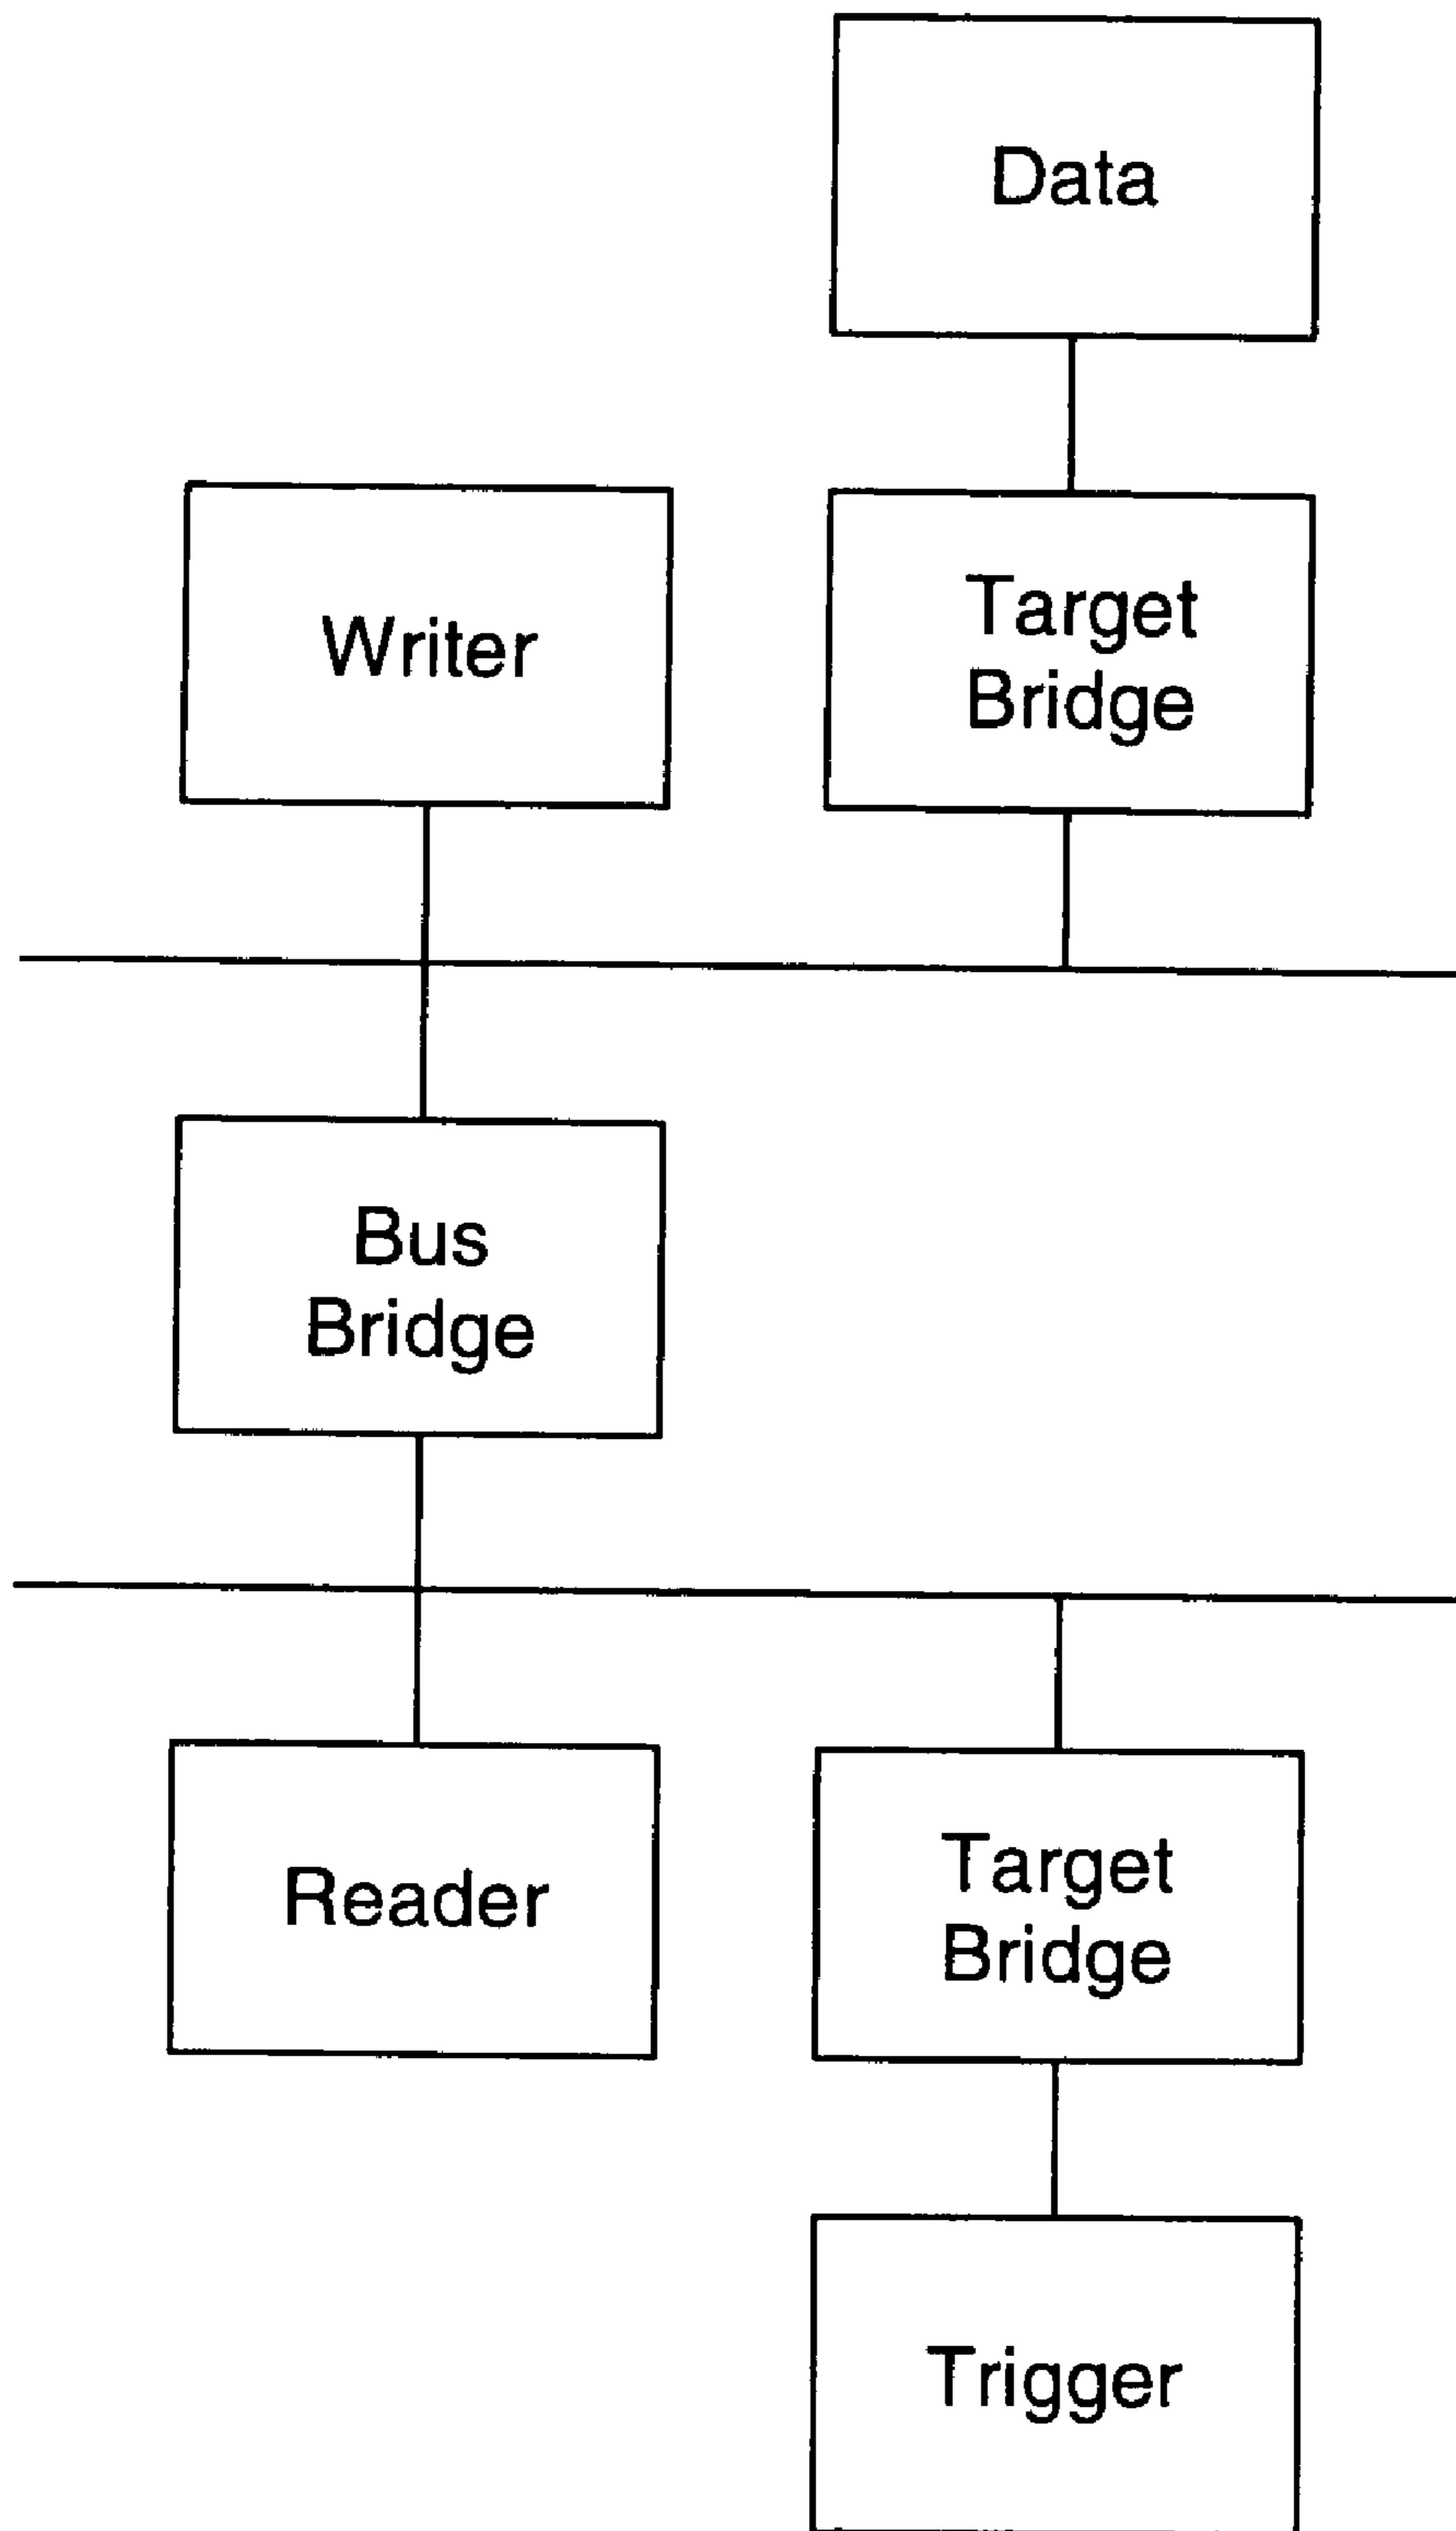 Data
Writer
Target
Bridge
Bus
Bridge
Reader
Target
Bridge
Trigger